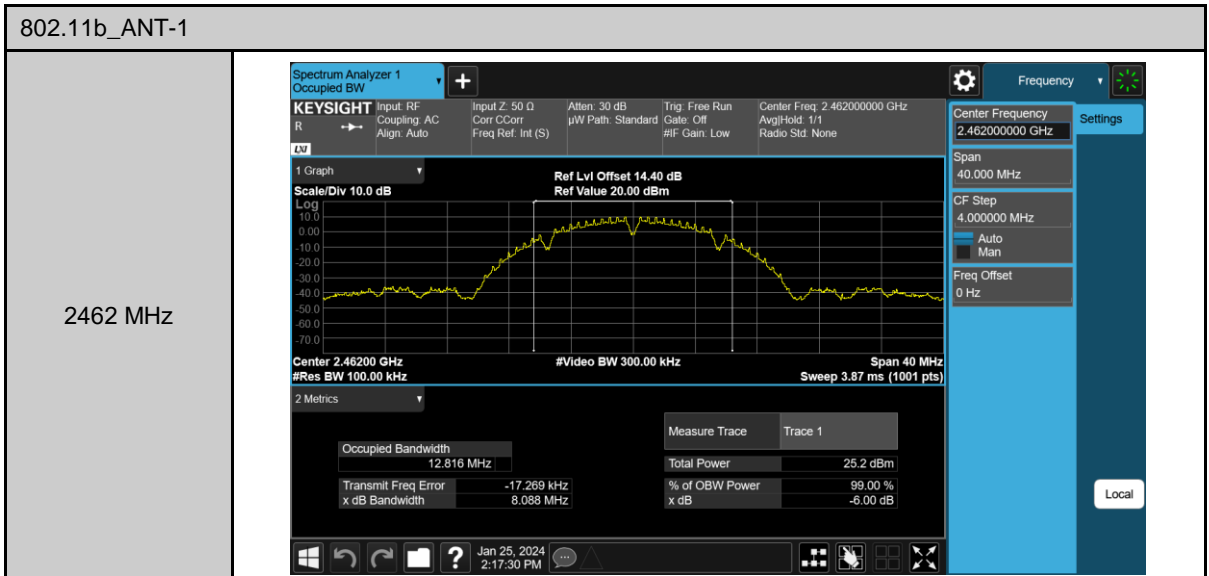 802.11b_ANT-1
2462 MHz
Spectrum Analyzer 1
Occupied BW
Frequency
KEYSIGHT
R
LXI
Input: RF
Coupling: AC
Align: Auto
Input Z: 50 Ω
Corr CCorr
Freq Ref: Int (S)
Atten: 30 dB
µW Path: Standard
Trig: Free Run
Gate: Off
#IF Gain: Low
Center Freq: 2.462000000 GHz
Avg|Hold: 1/1
Radio Std: None
1 Graph
Scale/Div 10.0 dB
Ref Lvl Offset 14.40 dB
Ref Value 20.00 dBm
Log
10.0
0.00
-10.0
-20.0
-30.0
-40.0
-50.0
-60.0
-70.0
Center 2.46200 GHz
#Res BW 100.00 kHz
#Video BW 300.00 kHz
Span 40 MHz
Sweep 3.87 ms (1001 pts)
2 Metrics
Measure Trace Trace 1
Occupied Bandwidth
12.816 MHz
Total Power 25.2 dBm
Transmit Freq Error -17.269 kHz
% of OBW Power 99.00 %
x dB Bandwidth 8.088 MHz
x dB -6.00 dB
Center Frequency
2.462000000 GHz
Settings
Span
40.000 MHz
CF Step
4.000000 MHz
Auto
Man
Freq Offset
0 Hz
Local
?
Jan 25, 2024
2:17:30 PM